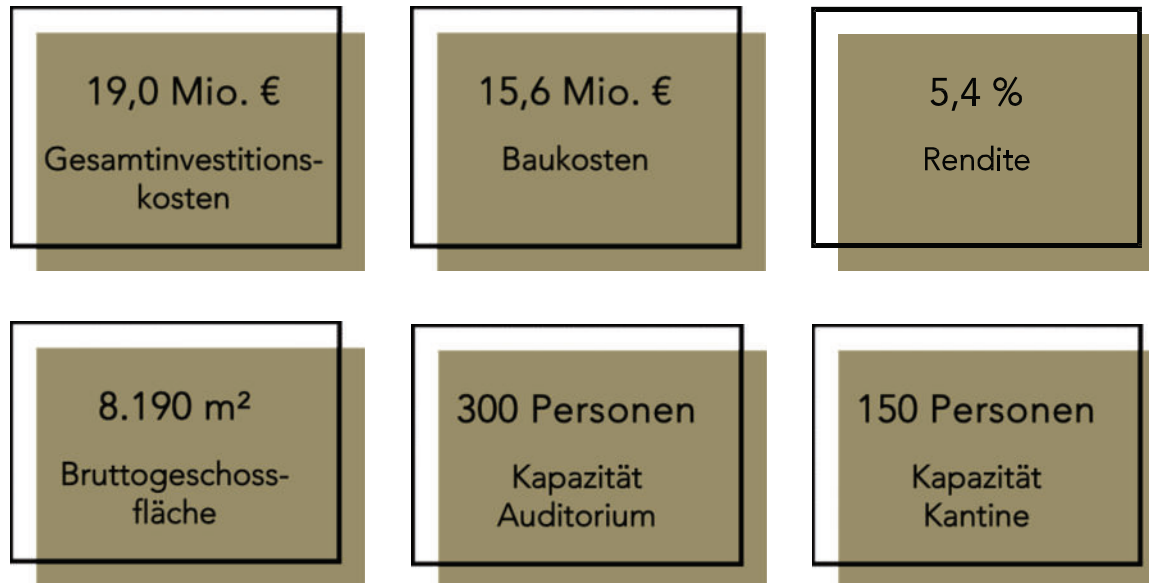 19,0 Mio. €
Gesamtinvestitions-
kosten
15,6 Mio. €
Baukosten
5,4 %
Rendite
8.190 m²
Bruttogeschoss-
fläche
300 Personen
Kapazität
Auditorium
150 Personen
Kapazität
Kantine